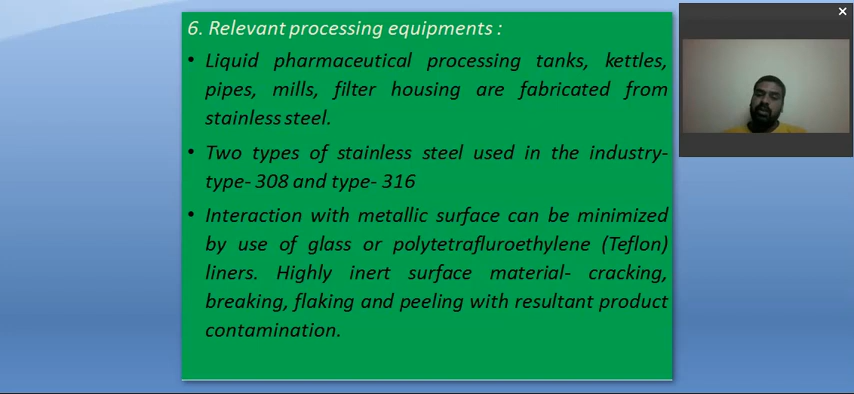 6. Relevant processing equipments :
• Liquid pharmaceutical processing tanks, kettles,
pipes, mills, filter housing are fabricated from
stainless steel.
• Two types of stainless steel used in the industry-
type- 308 and type- 316
• Interaction with metallic surface can be minimized
by use of glass or polytetrafluroethylene (Teflon)
liners. Highly inert surface material- cracking,
breaking, flaking and peeling with resultant product
contamination.